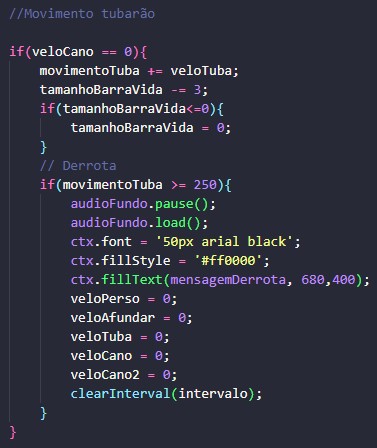 //Movimento tubarão
if(veloCano == 0){
movimentoTuba += veloTuba;
tamanhoBarraVida -= 3;
if(tamanhoBarraVida<=0){
tamanhoBarraVida = 0;
}
// Derrota
if(movimentoTuba >= 250){
audioFundo.pause();
audioFundo.load();
ctx.font = '50px arial black';
ctx.fillStyle = '#ff0000';
ctx.fillText(mensagemDerrota, 680,400);
veloPerso = 0;
veloAfundar = 0;
veloTuba = 0;
veloCano = 0;
veloCano2 = 0;
clearInterval(intervalo);
}
}